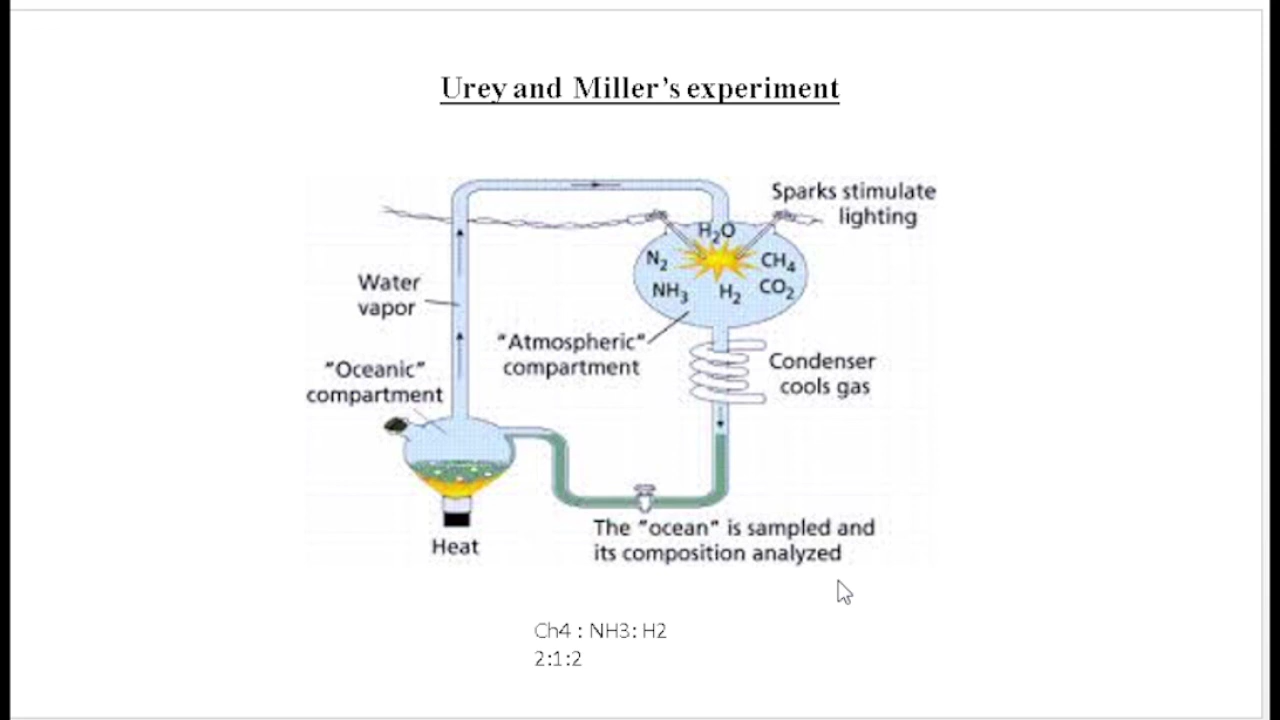 Urey and Miller's experiment
Sparks stimulate
lighting
H₂O
N₂
CH₄
NH₃
H₂
CO₂
Water
vapor
"Atmospheric"
compartment
Condenser
cools gas
"Oceanic"
compartment
The "ocean" is sampled and
its composition analyzed
Heat
Ch4 : NH3: H2
2:1:2